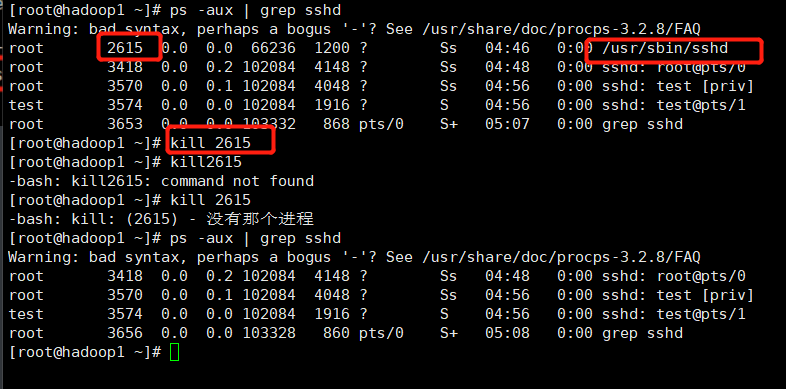 [root@hadoop1 ~]# ps -aux | grep sshd
Warning: bad syntax, perhaps a bogus '-'? See /usr/share/doc/procps-3.2.8/FAQ
root 2615 0.0 0.0 66236 1200 ? Ss 04:46 0:00 /usr/sbin/sshd
root 3418 0.0 0.2 102084 4148 ? Ss 04:48 0:00 sshd: root@pts/0
root 3570 0.0 0.1 102084 4048 ? Ss 04:56 0:00 sshd: test [priv]
test 3574 0.0 0.0 102084 1916 ? S 04:56 0:00 sshd: test@pts/1
root 3653 0.0 0.0 103332 868 pts/0 S+ 05:07 0:00 grep sshd
[root@hadoop1 ~]# kill 2615
[root@hadoop1 ~]# kill2615
-bash: kill2615: command not found
[root@hadoop1 ~]# kill 2615
-bash: kill: (2615) - 没有那个进程
[root@hadoop1 ~]# ps -aux | grep sshd
Warning: bad syntax, perhaps a bogus '-'? See /usr/share/doc/procps-3.2.8/FAQ
root 3418 0.0 0.2 102084 4148 ? Ss 04:48 0:00 sshd: root@pts/0
root 3570 0.0 0.1 102084 4048 ? Ss 04:56 0:00 sshd: test [priv]
test 3574 0.0 0.0 102084 1916 ? S 04:56 0:00 sshd: test@pts/1
root 3656 0.0 0.0 103328 860 pts/0 S+ 05:08 0:00 grep sshd
[root@hadoop1 ~]#